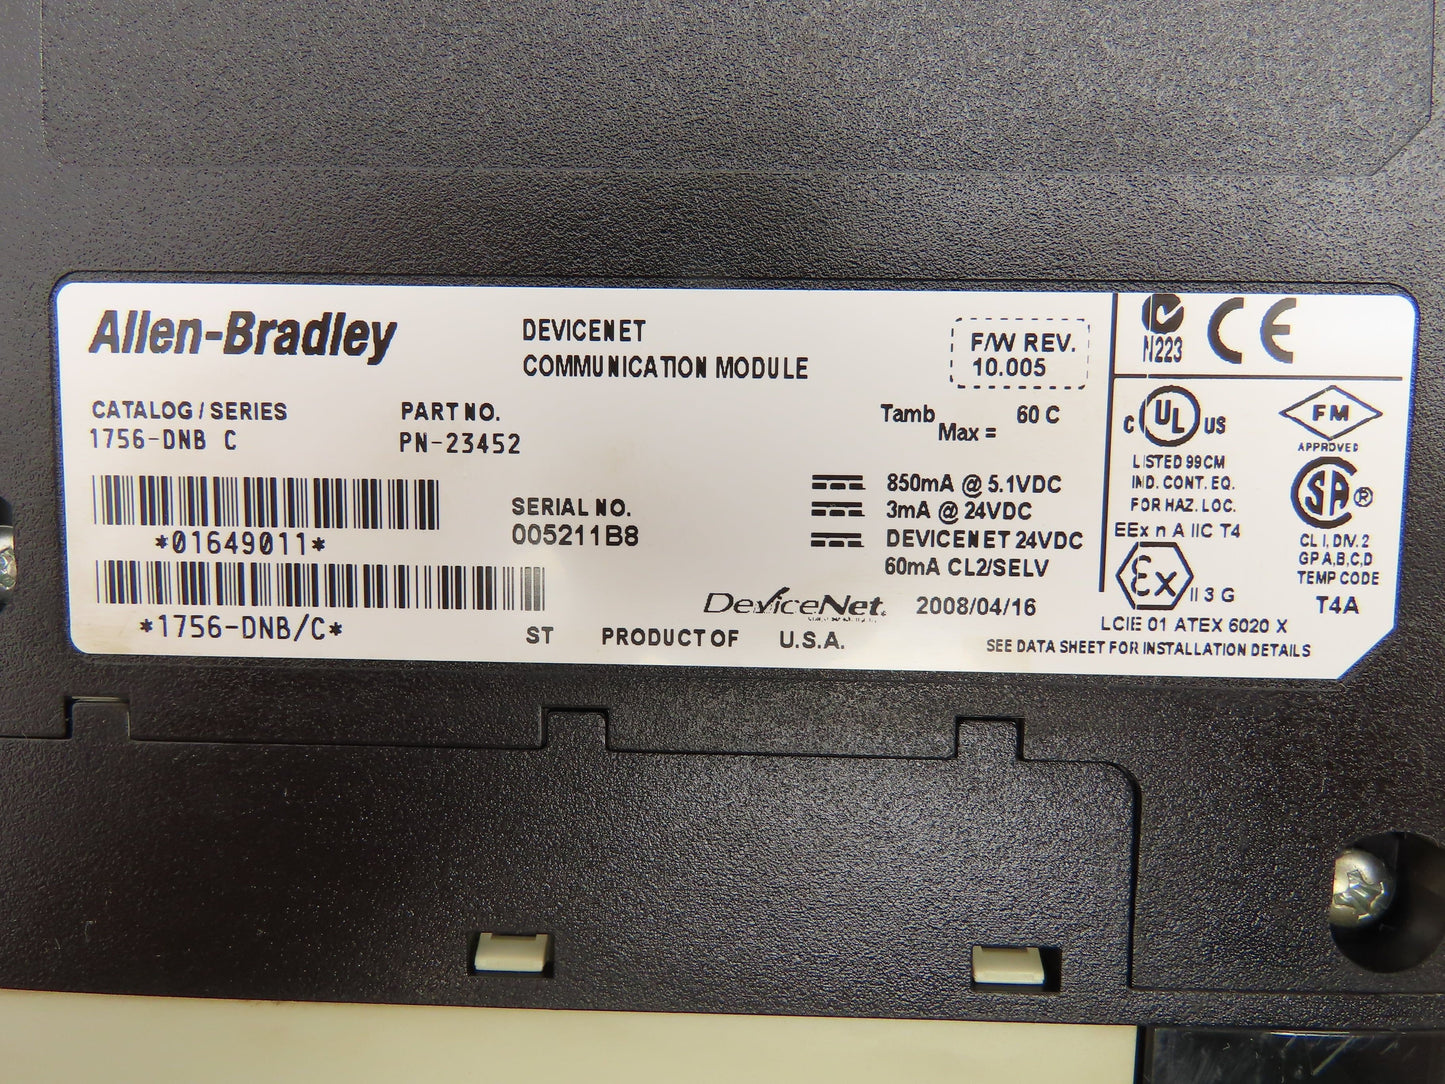 Allen-Bradley
DEVICENET
COMMUNICATION MODULE
F/W REV.
10.005
CATALOG / SERIES
1756-DNB C
PART NO.
PN-23452
Tamb
Max =
60 C
*01649011*
SERIAL NO.
005211B8
850mA @ 5.1VDC
3mA @ 24VDC
DEVICENET 24VDC
60mA CL2/SELV
*1756-DNB/C*
DeviceNet
2008/04/16
ST PRODUCT OF U.S.A.
N223
CE
C UL US
LISTED 99CM
IND. CONT. EQ.
FOR HAZ. LOC.
EEx n A IIC T4
Ex
II 3 G
LCIE 01 ATEX 6020 X
FM
APPROVED
SA ®
CL I, DIV. 2
GP A,B,C,D
TEMP CODE
T4A
SEE DATA SHEET FOR INSTALLATION DETAILS